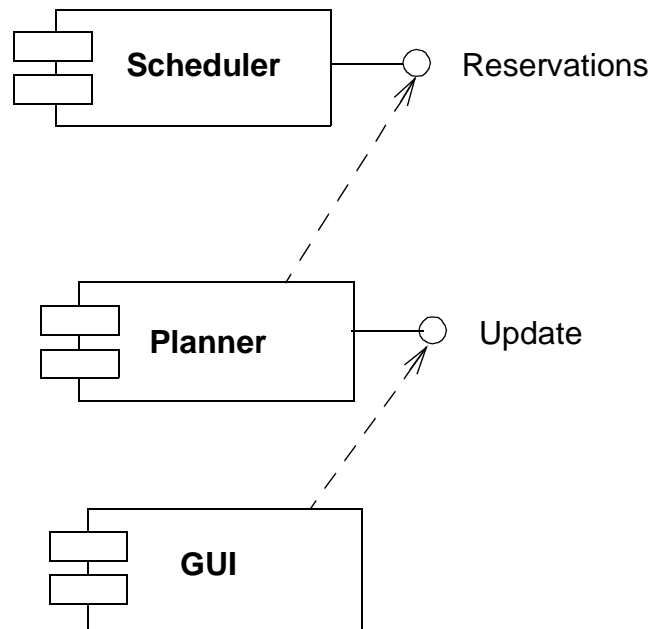 Scheduler
Reservations
Planner
Update
GUI